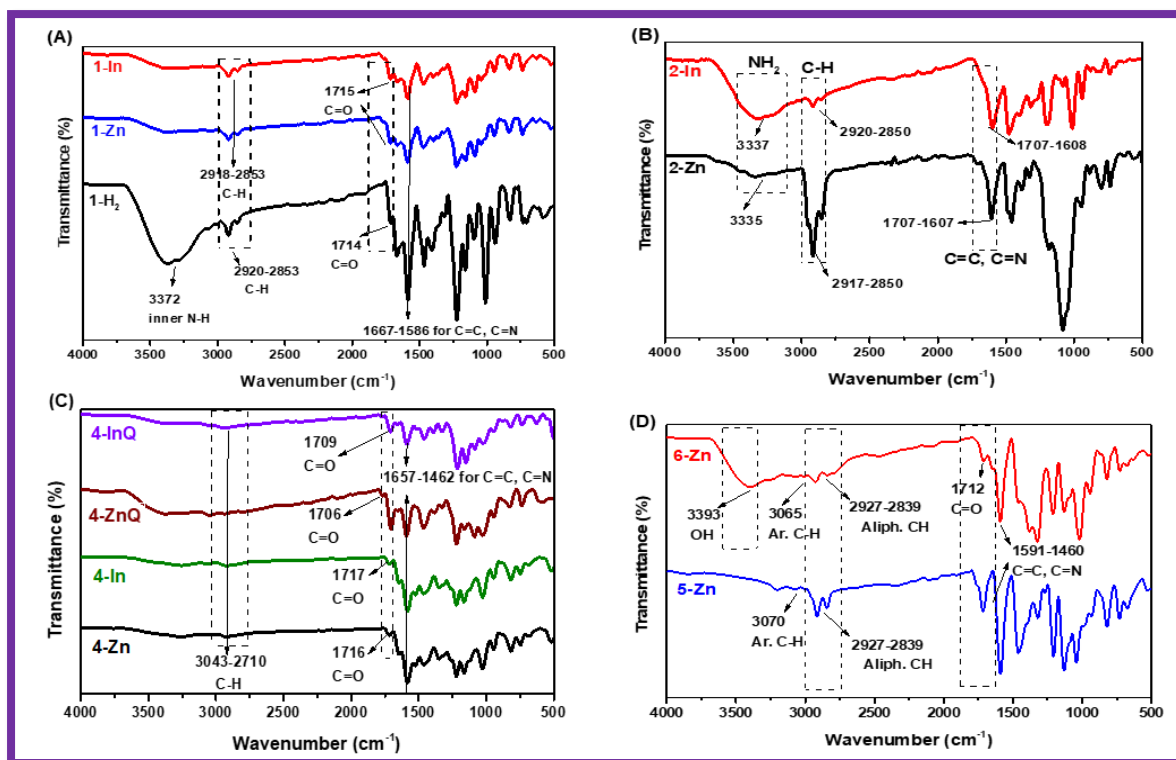 (A)
1-In
1715
C=O
1-Zn
2918-2853
C-H
1-H₂
1714
C=O
2920-2853
C-H
3372
inner N-H
1667-1586 for C=C, C=N
Transmittance (%)
4000 3500 3000 2500 2000 1500 1000 500
Wavenumber (cm⁻¹)
(B)
NH₂
C-H
2-In
2920-2850
3337
1707-1608
2-Zn
3335
1707-1607
C=C, C=N
2917-2850
Transmittance (%)
4000 3500 3000 2500 2000 1500 1000 500
Wavenumber (cm⁻¹)
(C)
4-InQ
1709
C=O
1657-1462 for C=C, C=N
4-ZnQ
1706
C=O
4-In
1717
C=O
4-Zn
3043-2710
C-H
1716
C=O
Transmittance (%)
4000 3500 3000 2500 2000 1500 1000 500
Wavenumber (cm⁻¹)
(D)
6-Zn
3393
OH
3065
Ar. C-H
2927-2839
Aliph. CH
1712
C=O
1591-1460
C=C, C=N
5-Zn
3070
Ar. C-H
2927-2839
Aliph. CH
Transmittance (%)
4000 3500 3000 2500 2000 1500 1000 500
Wavenumber (cm⁻¹)